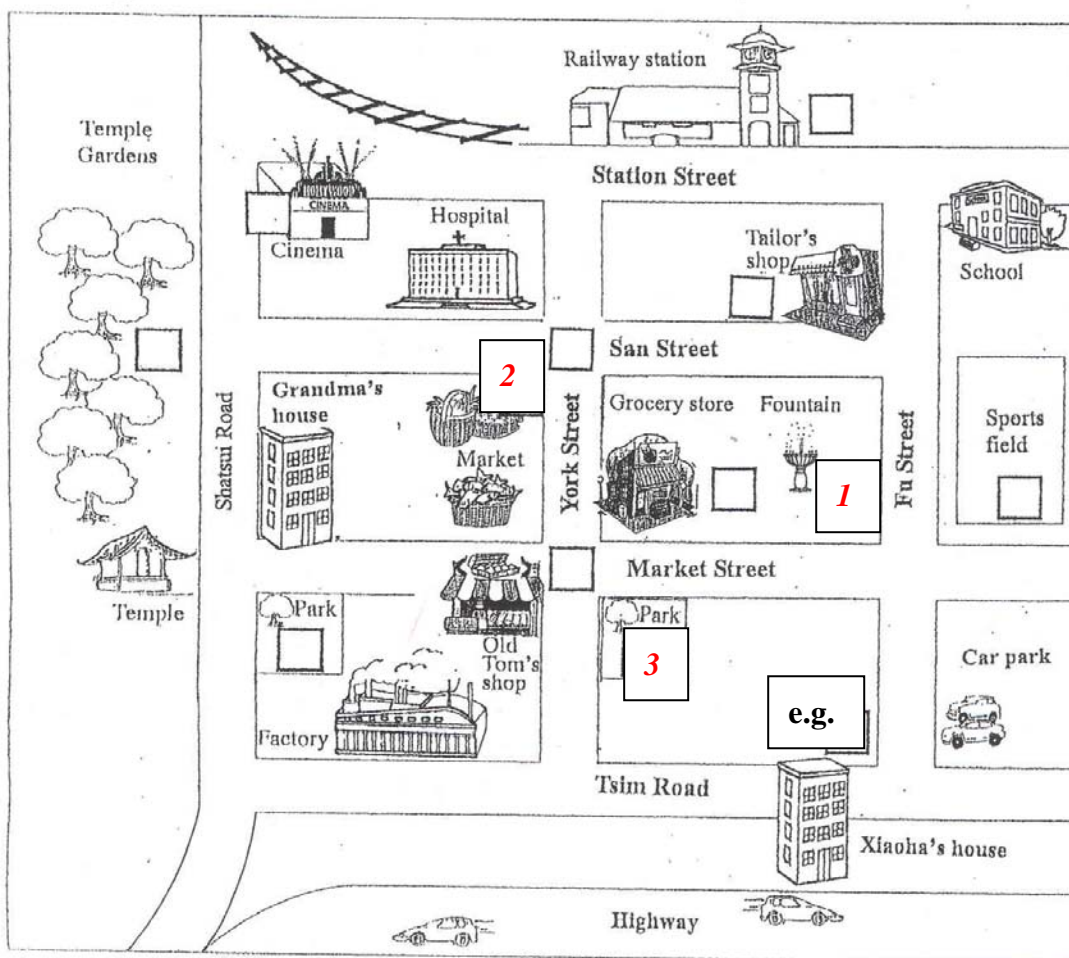 Railway station
Temple
Gardens
Station Street
HOLLYWOOD
CINEMA
Cinema
Hospital
Tailor's
shop
School
San Street
2
Grandma's
house
Grocery store
Fountain
Sports
field
Shatsui Road
York Street
Fu Street
Market
1
Market Street
Temple
Park
Park
Old
Tom's
shop
3
Car park
e.g.
Factory
Tsim Road
Xiaoha's house
Highway